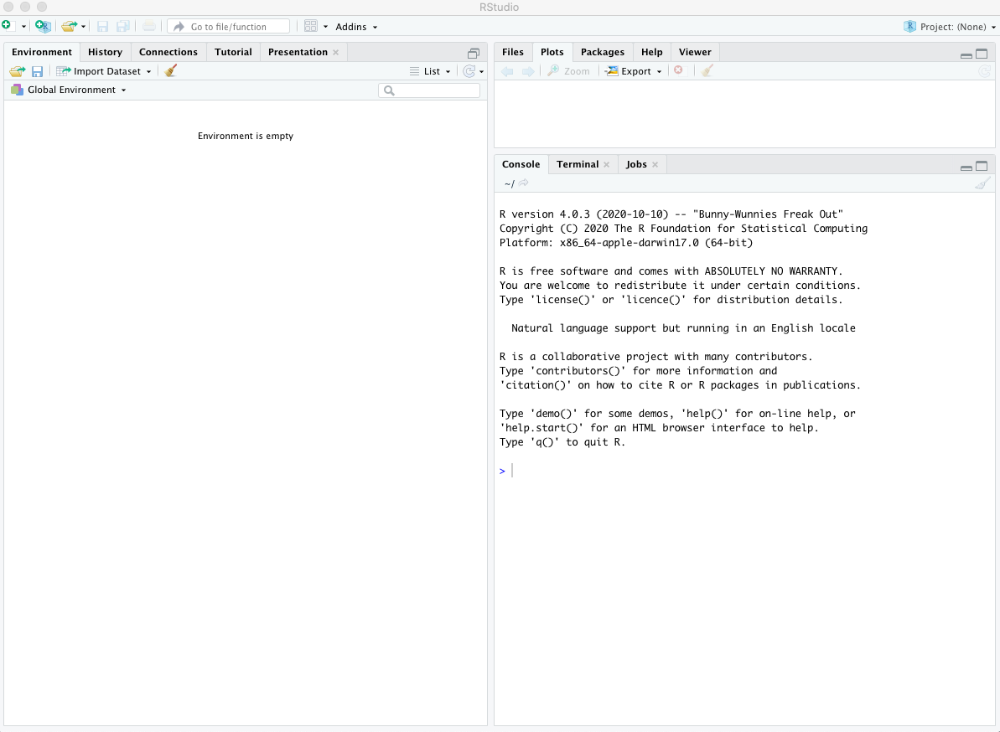 RStudio
Go to file/function
Addins
Project: (None)
Environment History Connections Tutorial Presentation
Import Dataset
List
Global Environment
Environment is empty
Files Plots Packages Help Viewer
Zoom Export
Console Terminal Jobs
~/
R version 4.0.3 (2020-10-10) -- "Bunny-Wunnies Freak Out"
Copyright (C) 2020 The R Foundation for Statistical Computing
Platform: x86_64-apple-darwin17.0 (64-bit)
R is free software and comes with ABSOLUTELY NO WARRANTY.
You are welcome to redistribute it under certain conditions.
Type 'license()' or 'licence()' for distribution details.
Natural language support but running in an English locale
R is a collaborative project with many contributors.
Type 'contributors()' for more information and
'citation()' on how to cite R or R packages in publications.
Type 'demo()' for some demos, 'help()' for on-line help, or
'help.start()' for an HTML browser interface to help.
Type 'q()' to quit R.
>